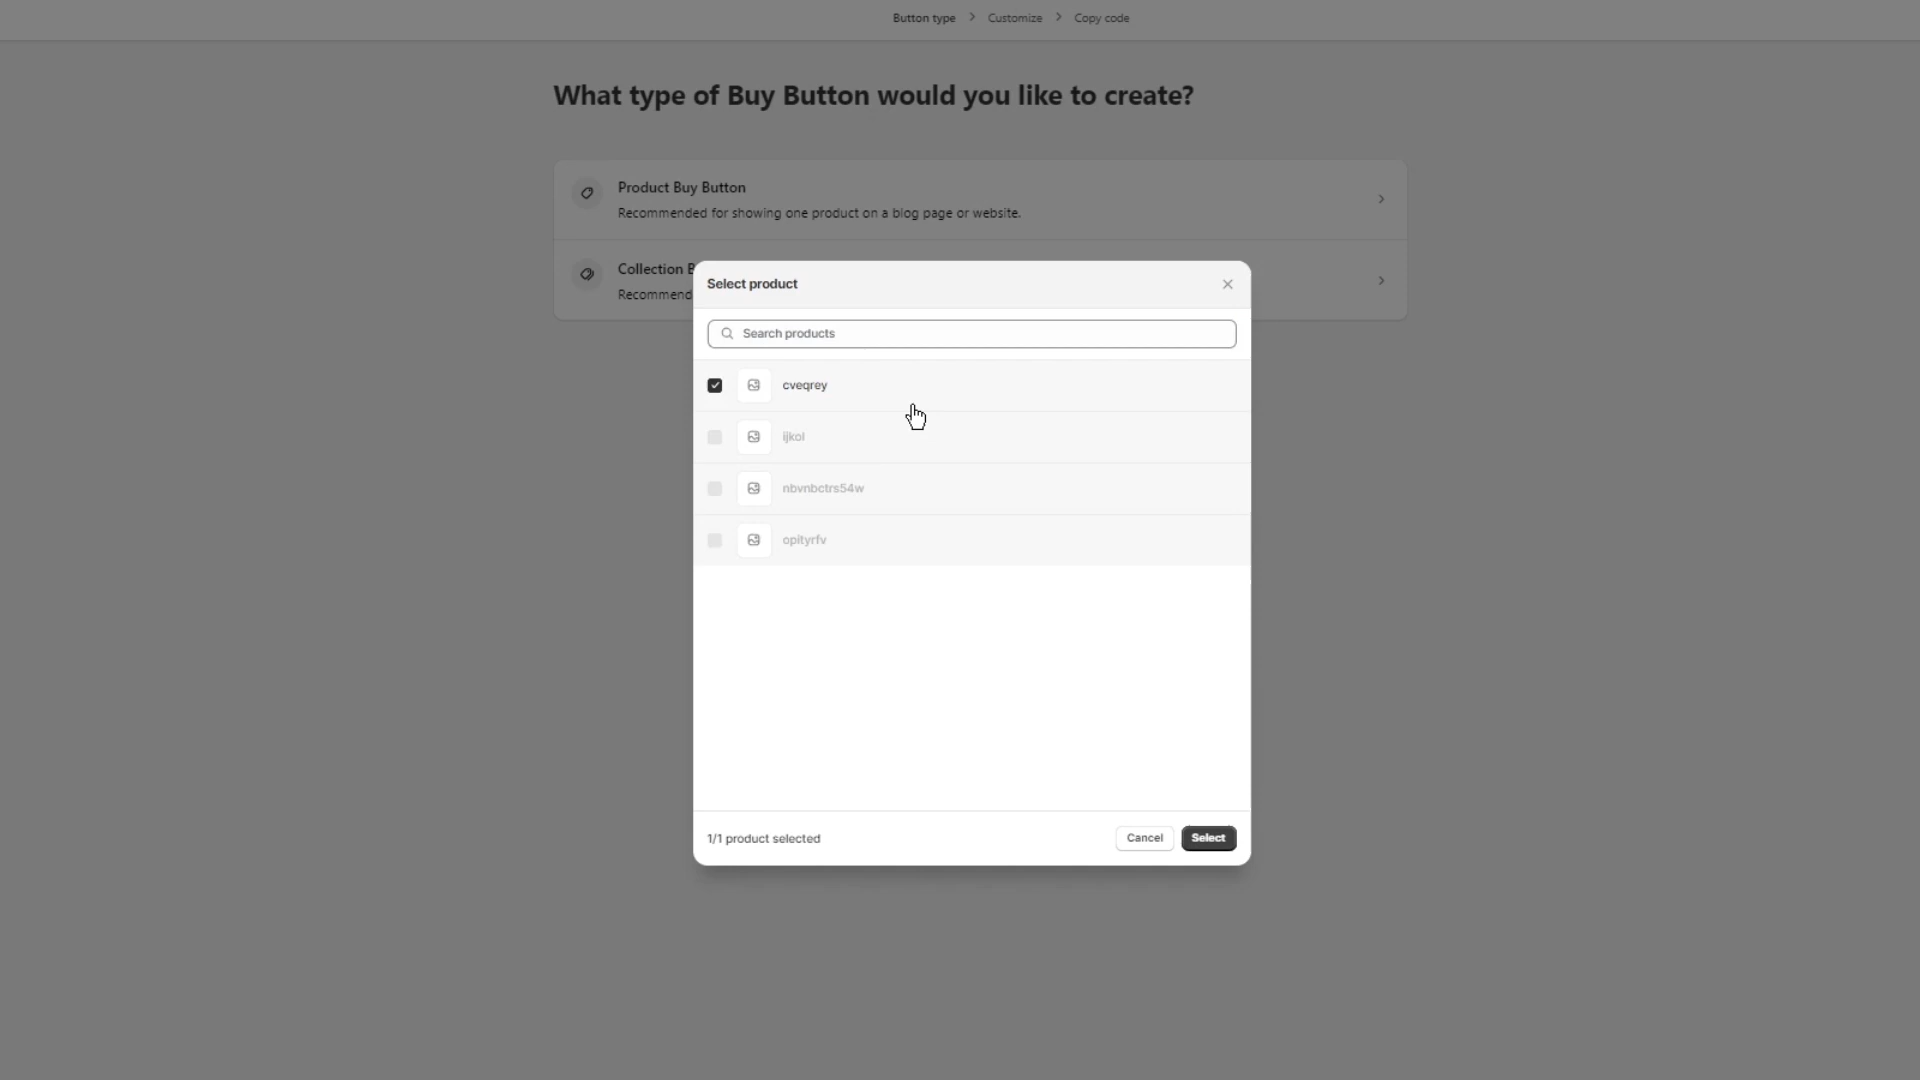 Button type > Customize > Copy code
What type of Buy Button would you like to create?
Product Buy Button
Recommended for showing one product on a blog page or website.
Collection B
Recommend
Select product
Search products
cveqrey
ijkol
nbvnbctrs54w
opityrfv
1/1 product selected
Cancel
Select